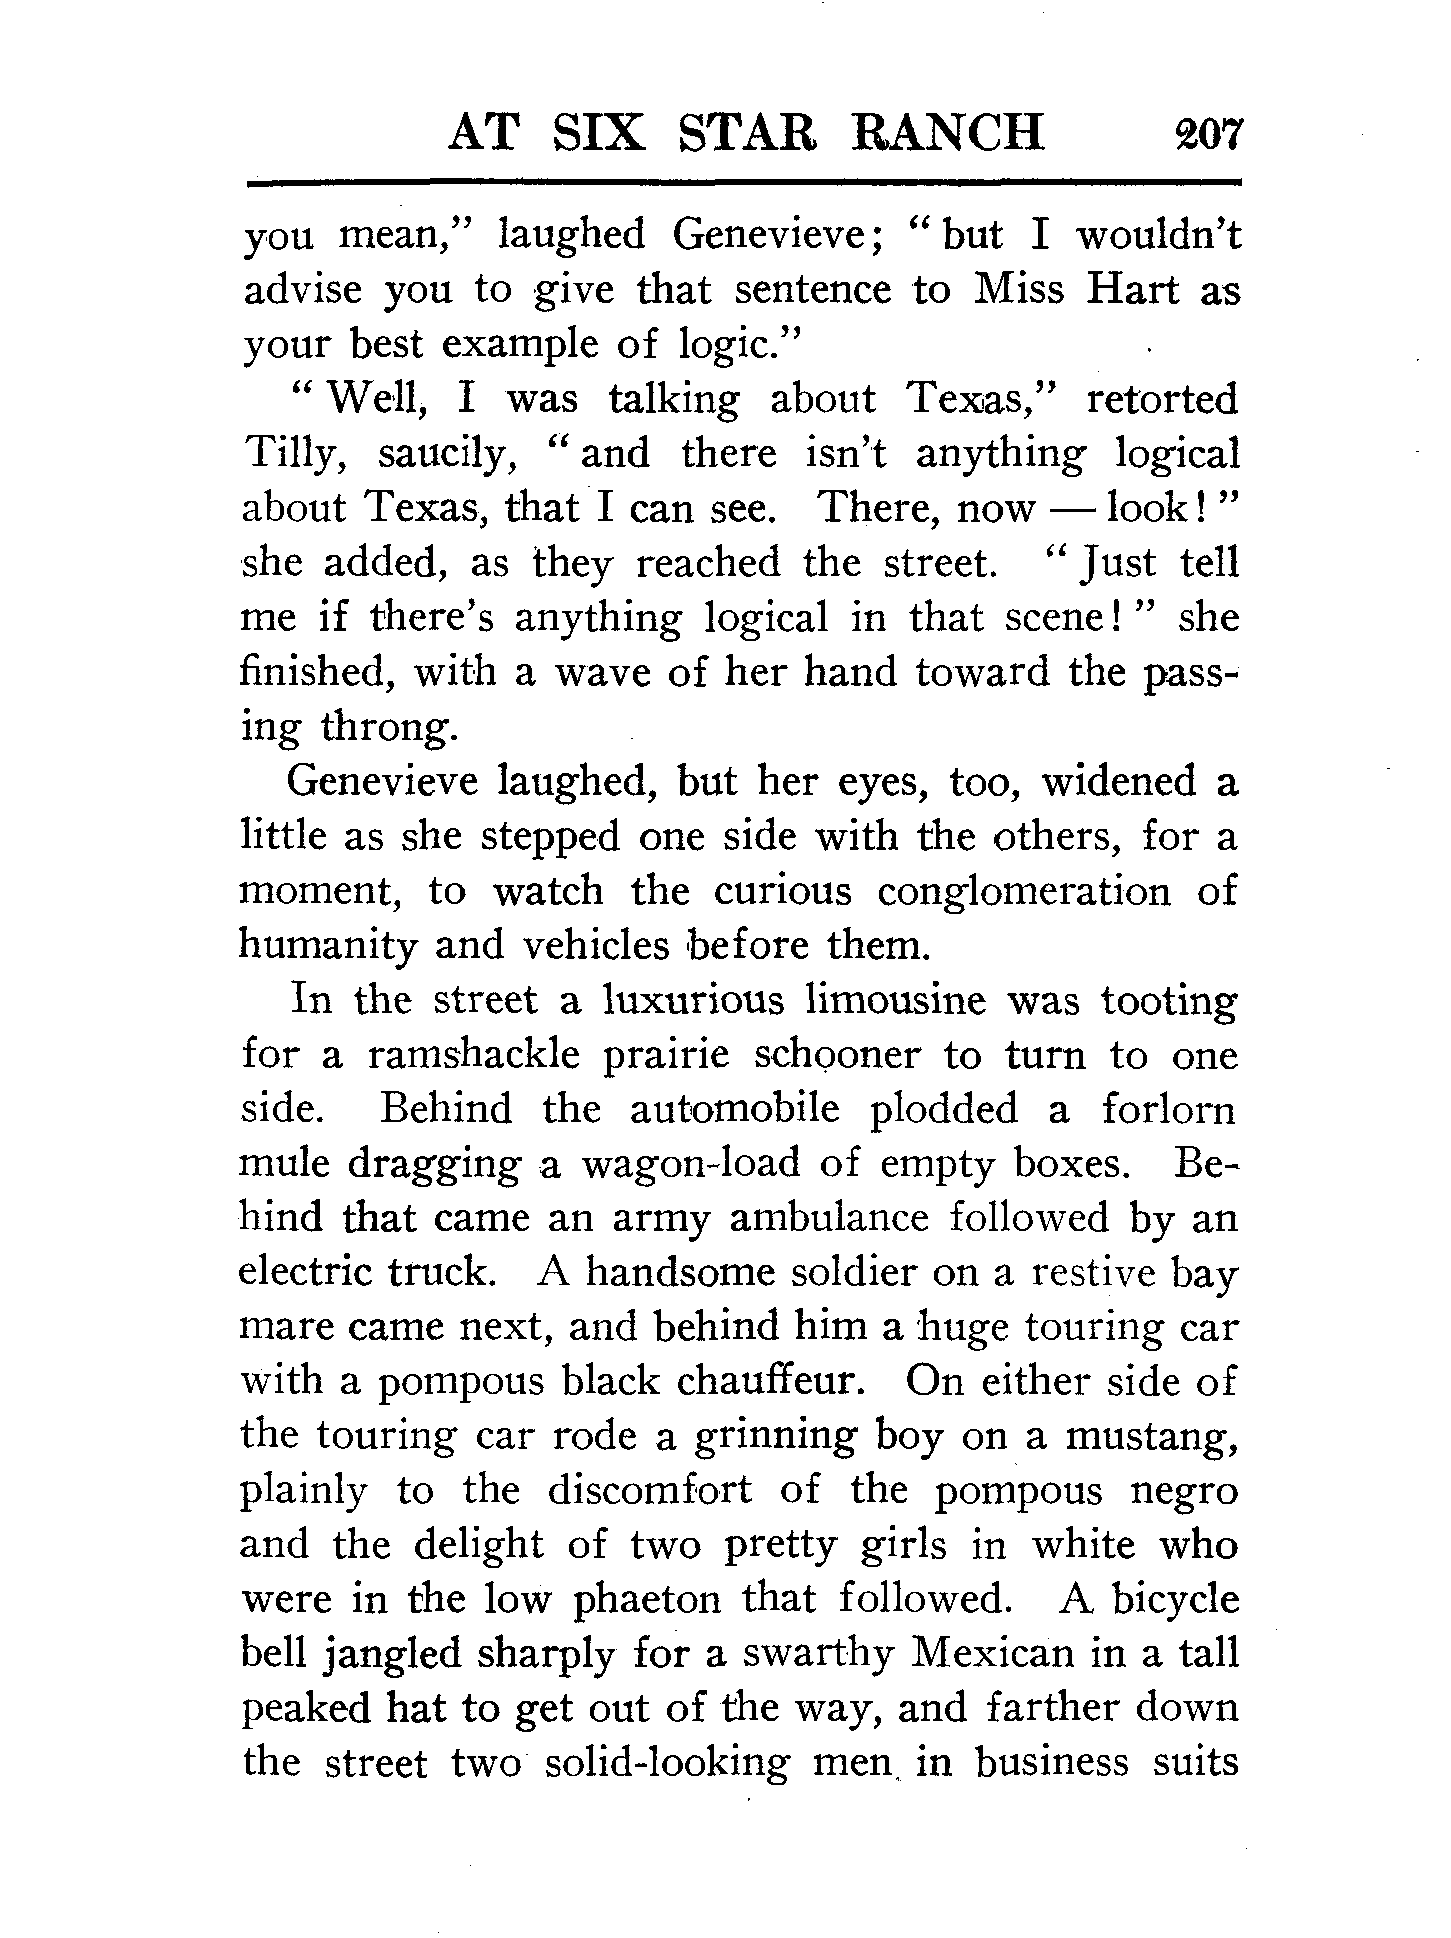 AT SIX STAR RANCH 207
you mean," laughed Genevieve; "but I wouldn't
advise you to give that sentence to Miss Hart as
your best example of logic."
"Well, I was talking about Texas," retorted
Tilly, saucily, "and there isn't anything logical
about Texas, that I can see. There, now — look!"
she added, as they reached the street. "Just tell
me if there's anything logical in that scene!" she
finished, with a wave of her hand toward the pass-
ing throng.
Genevieve laughed, but her eyes, too, widened a
little as she stepped one side with the others, for a
moment, to watch the curious conglomeration of
humanity and vehicles before them.
In the street a luxurious limousine was tooting
for a ramshackle prairie schooner to turn to one
side. Behind the automobile plodded a forlorn
mule dragging a wagon-load of empty boxes. Be-
hind that came an army ambulance followed by an
electric truck. A handsome soldier on a restive bay
mare came next, and behind him a huge touring car
with a pompous black chauffeur. On either side of
the touring car rode a grinning boy on a mustang,
plainly to the discomfort of the pompous negro
and the delight of two pretty girls in white who
were in the low phaeton that followed. A bicycle
bell jangled sharply for a swarthy Mexican in a tall
peaked hat to get out of the way, and farther down
the street two solid-looking men in business suits